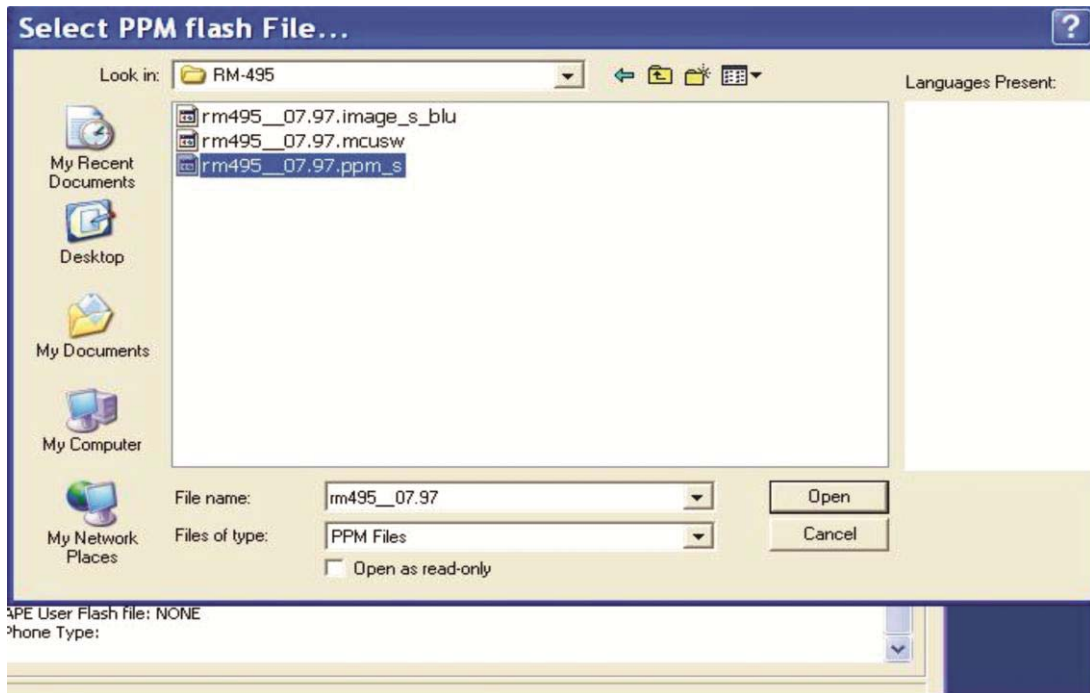 Select PPM flash File...
?
Look in:
RM-495
Languages Present:
rm495__07.97.image_s_blu
rm495__07.97.mcusw
rm495__07.97.ppm_s
My Recent
Documents
Desktop
My Documents
My Computer
My Network
Places
File name:
rm495__07.97
Open
Files of type:
PPM Files
Cancel
Open as read-only
APE User Flash file: NONE
Phone Type: